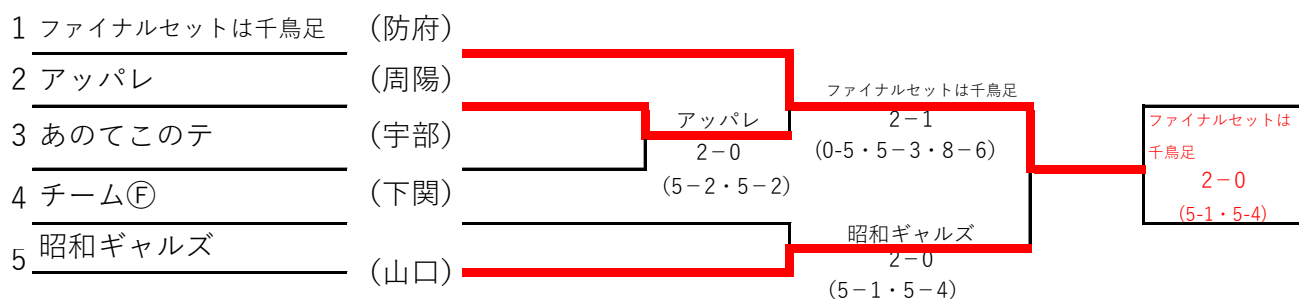 1 ファイナルセットは千鳥足 (防府)
2 アッパレ (周陽)
3 あのてこのテ (宇部)
4 チームⒻ (下関)
5 昭和ギャルズ (山口)
アッパレ
2−0
(5−2・5−2)
ファイナルセットは千鳥足
2−1
(0-5・5−3・8−6)
昭和ギャルズ
2−0
(5−1・5−4)
ファイナルセットは
千鳥足
2−0
(5-1・5-4)